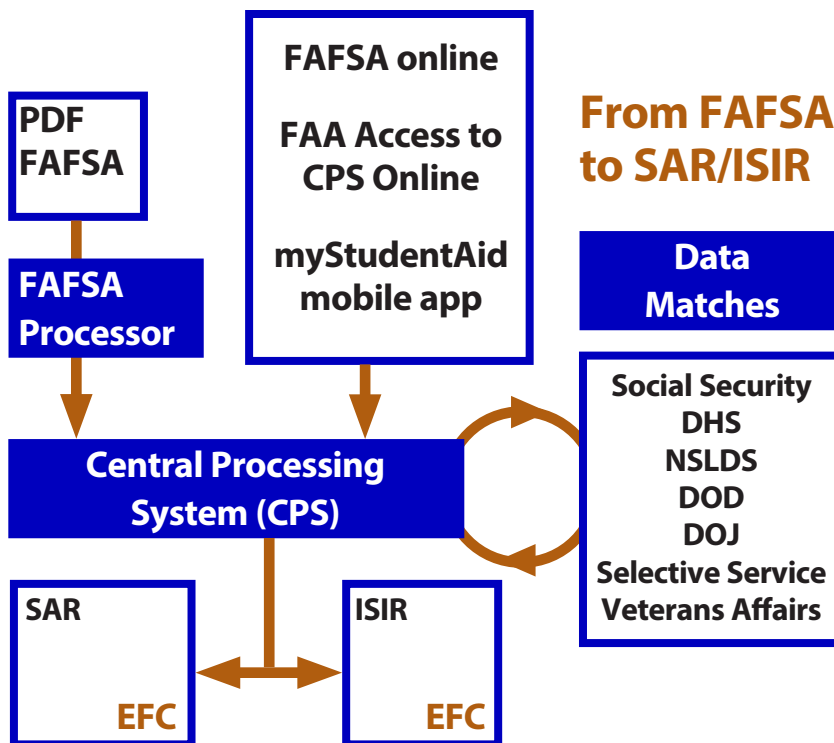 PDF
FAFSA
FAFSA
Processor
FAFSA online
FAA Access to
CPS Online
myStudentAid
mobile app
From FAFSA
to SAR/ISIR
Data
Matches
Social Security
DHS
NSLDS
DOD
DOJ
Selective Service
Veterans Affairs
Central Processing
System (CPS)
SAR
EFC
ISIR
EFC